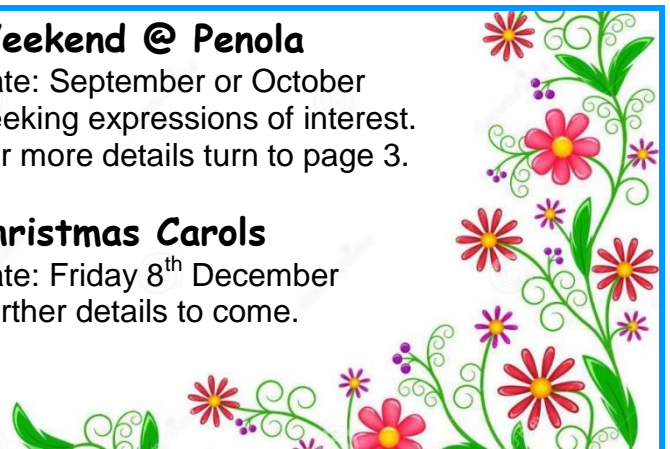 eekend @ Penola
ate: September or October
eeking expressions of interest.
r more details turn to page 3.
hristmas Carols
ate: Friday 8th December
rther details to come.